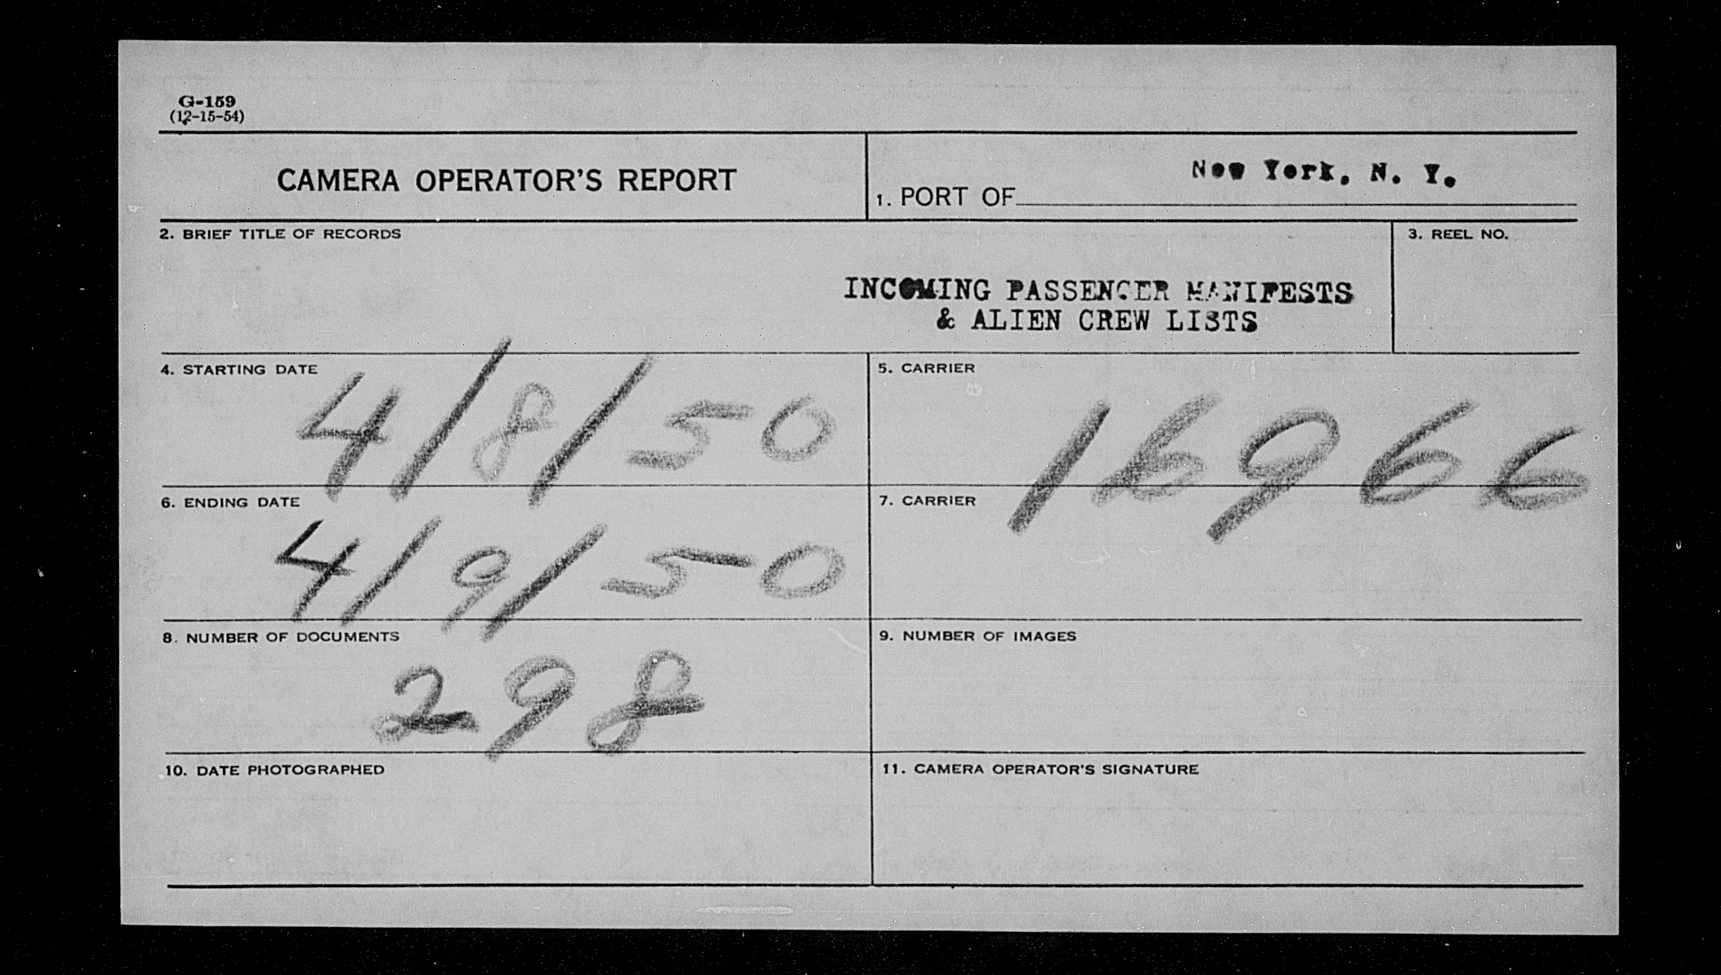 G-159
(12-15-54)
CAMERA OPERATOR'S REPORT
1. PORT OF New York, N. Y.
2. BRIEF TITLE OF RECORDS
3. REEL NO.
INCOMING PASSENGER MANIFESTS
& ALIEN CREW LISTS
4. STARTING DATE
4/8/50
5. CARRIER
16966
6. ENDING DATE
4/9/50
7. CARRIER
8. NUMBER OF DOCUMENTS
298
9. NUMBER OF IMAGES
10. DATE PHOTOGRAPHED
11. CAMERA OPERATOR'S SIGNATURE